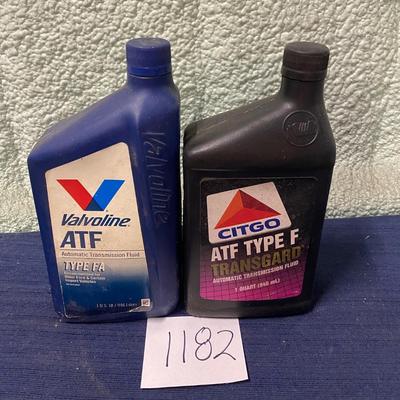 Valvoline
Valvoline
ATF
Automatic Transmission Fluid
TYPE FA
CITGO
ATF TYPE F
TRANSGARD
AUTOMATIC TRANSMISSION FLUID
1 QUART (946 mL)
1182